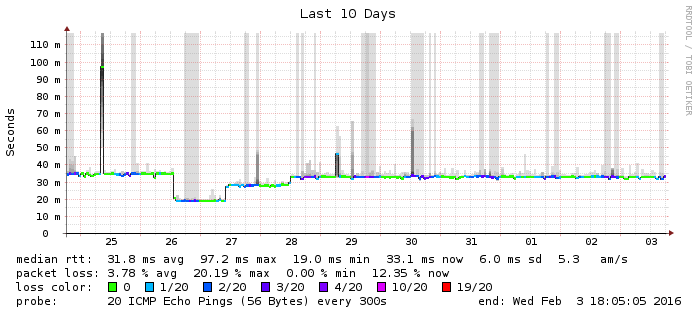 Last 10 Days
RRDTOOL / TOBI OETIKER
Seconds
110 m
100 m
90 m
80 m
70 m
60 m
50 m
40 m
30 m
20 m
10 m
0
25 26 27 28 29 30 31 01 02 03
median rtt: 31.8 ms avg 97.2 ms max 19.0 ms min 33.1 ms now 6.0 ms sd 5.3 am/s
packet loss: 3.78 % avg 20.19 % max 0.00 % min 12.35 % now
loss color: 0 1/20 2/20 3/20 4/20 10/20 19/20
probe: 20 ICMP Echo Pings (56 Bytes) every 300s end: Wed Feb 3 18:05:05 2016